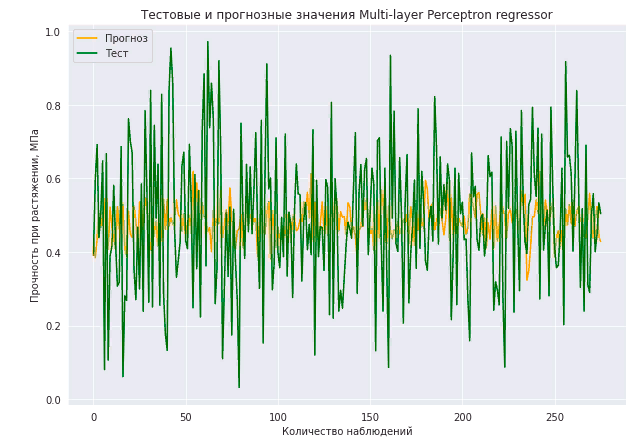 Тестовые и прогнозные значения Multi-layer Perceptron regressor
Прогноз
Тест
Прочность при растяжении, МПа
1.0
0.8
0.6
0.4
0.2
0.0
0 50 100 150 200 250
Количество наблюдений